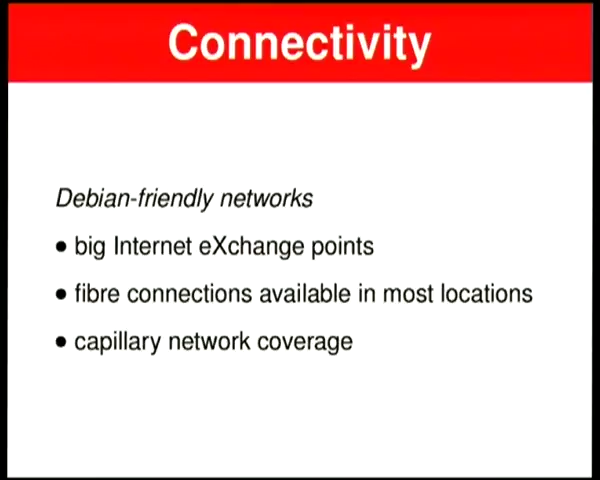 Connectivity
Debian-friendly networks
• big Internet eXchange points
• fibre connections available in most locations
• capillary network coverage